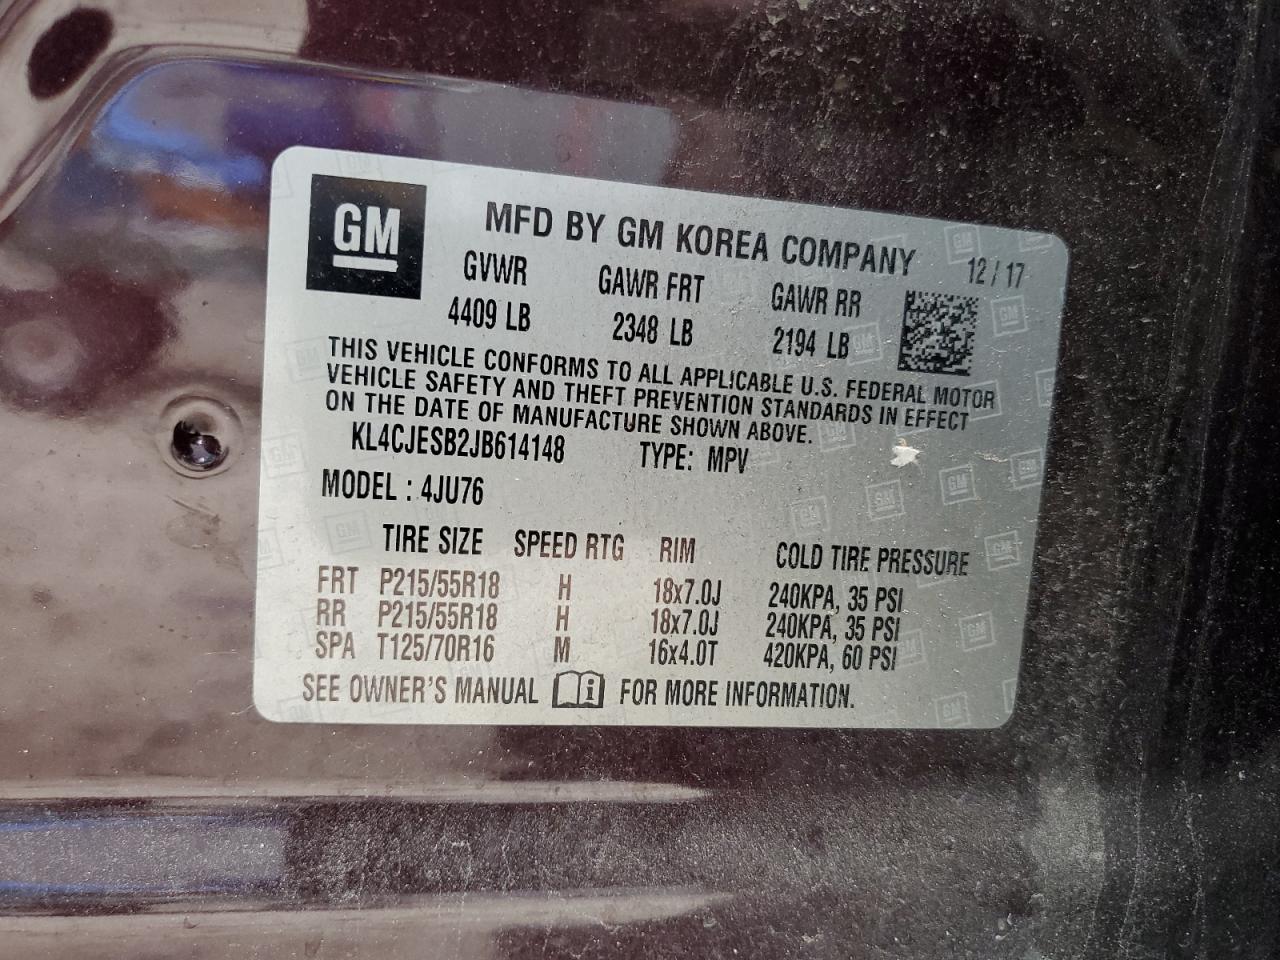 GM
MFD BY GM KOREA COMPANY
12 / 17
GVWR GAWR FRT GAWR RR
4409 LB 2348 LB 2194 LB
THIS VEHICLE CONFORMS TO ALL APPLICABLE U.S. FEDERAL MOTOR
VEHICLE SAFETY AND THEFT PREVENTION STANDARDS IN EFFECT
ON THE DATE OF MANUFACTURE SHOWN ABOVE.
KL4CJESB2JB614148 TYPE: MPV
MODEL : 4JU76
TIRE SIZE SPEED RTG RIM COLD TIRE PRESSURE
FRT P215/55R18 H 18x7.0J 240KPA, 35 PSI
RR P215/55R18 H 18x7.0J 240KPA, 35 PSI
SPA T125/70R16 M 16x4.0T 420KPA, 60 PSI
SEE OWNER'S MANUAL i FOR MORE INFORMATION.